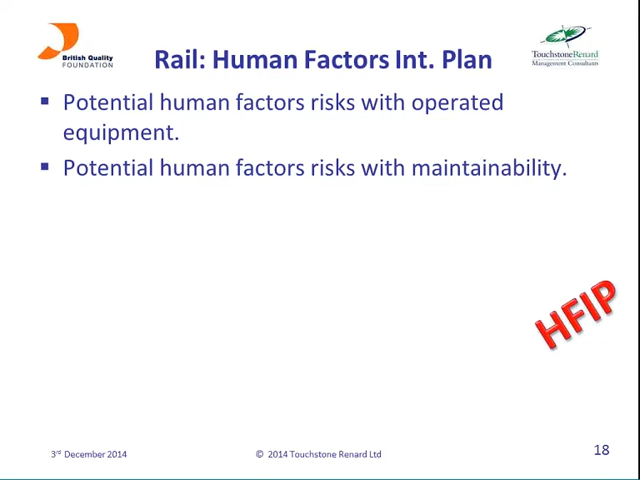 British Quality
FOUNDATION
Rail: Human Factors Int. Plan
TouchstoneRenard
Management Consultants
▪ Potential human factors risks with operated
equipment.
▪ Potential human factors risks with maintainability.
HFIP
3rd December 2014
© 2014 Touchstone Renard Ltd
18